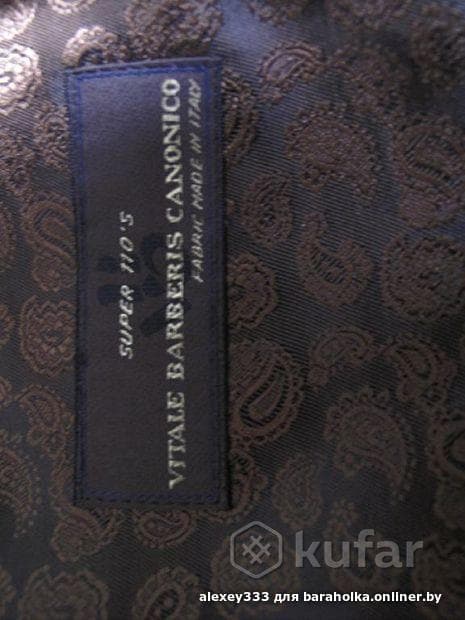 SUPER 110'S
VITALE BARBERIS CANONICO
FABRIC MADE IN ITALY
kufar
alexey333 для baraholka.onliner.by